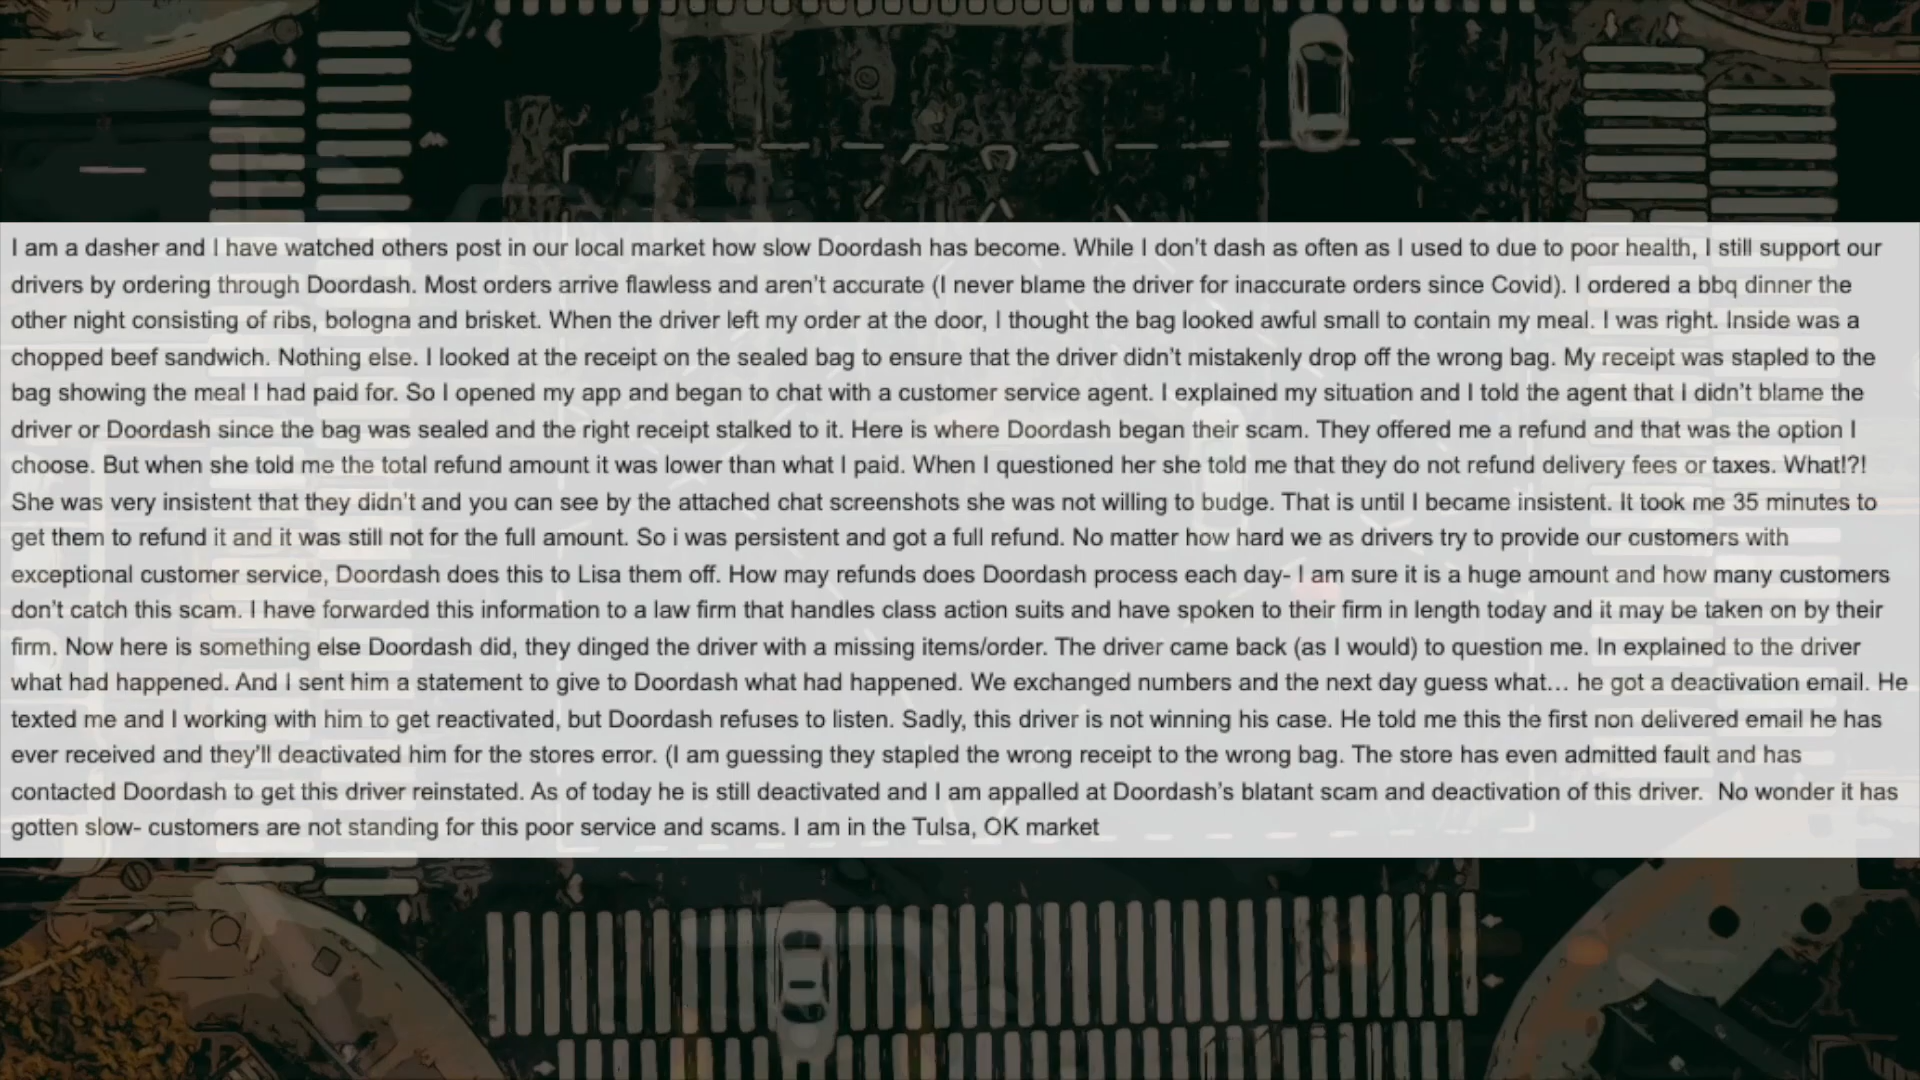 I am a dasher and I have watched others post in our local market how slow Doordash has become. While I don't dash as often as I used to due to poor health, I still support our
drivers by ordering through Doordash. Most orders arrive flawless and aren't accurate (I never blame the driver for inaccurate orders since Covid). I ordered a bbq dinner the
other night consisting of ribs, bologna and brisket. When the driver left my order at the door, I thought the bag looked awful small to contain my meal. I was right. Inside was a
chopped beef sandwich. Nothing else. I looked at the receipt on the sealed bag to ensure that the driver didn't mistakenly drop off the wrong bag. My receipt was stapled to the
bag showing the meal I had paid for. So I opened my app and began to chat with a customer service agent. I explained my situation and I told the agent that I didn't blame the
driver or Doordash since the bag was sealed and the right receipt stalked to it. Here is where Doordash began their scam. They offered me a refund and that was the option I
choose. But when she told me the total refund amount it was lower than what I paid. When I questioned her she told me that they do not refund delivery fees or taxes. What!?!
She was very insistent that they didn't and you can see by the attached chat screenshots she was not willing to budge. That is until I became insistent. It took me 35 minutes to
get them to refund it and it was still not for the full amount. So i was persistent and got a full refund. No matter how hard we as drivers try to provide our customers with
exceptional customer service, Doordash does this to Lisa them off. How may refunds does Doordash process each day- I am sure it is a huge amount and how many customers
don't catch this scam. I have forwarded this information to a law firm that handles class action suits and have spoken to their firm in length today and it may be taken on by their
firm. Now here is something else Doordash did, they dinged the driver with a missing items/order. The driver came back (as I would) to question me. In explained to the driver
what had happened. And I sent him a statement to give to Doordash what had happened. We exchanged numbers and the next day guess what... he got a deactivation email. He
texted me and I working with him to get reactivated, but Doordash refuses to listen. Sadly, this driver is not winning his case. He told me this the first non delivered email he has
ever received and they'll deactivated him for the stores error. (I am guessing they stapled the wrong receipt to the wrong bag. The store has even admitted fault and has
contacted Doordash to get this driver reinstated. As of today he is still deactivated and I am appalled at Doordash's blatant scam and deactivation of this driver.  No wonder it has
gotten slow- customers are not standing for this poor service and scams. I am in the Tulsa, OK market